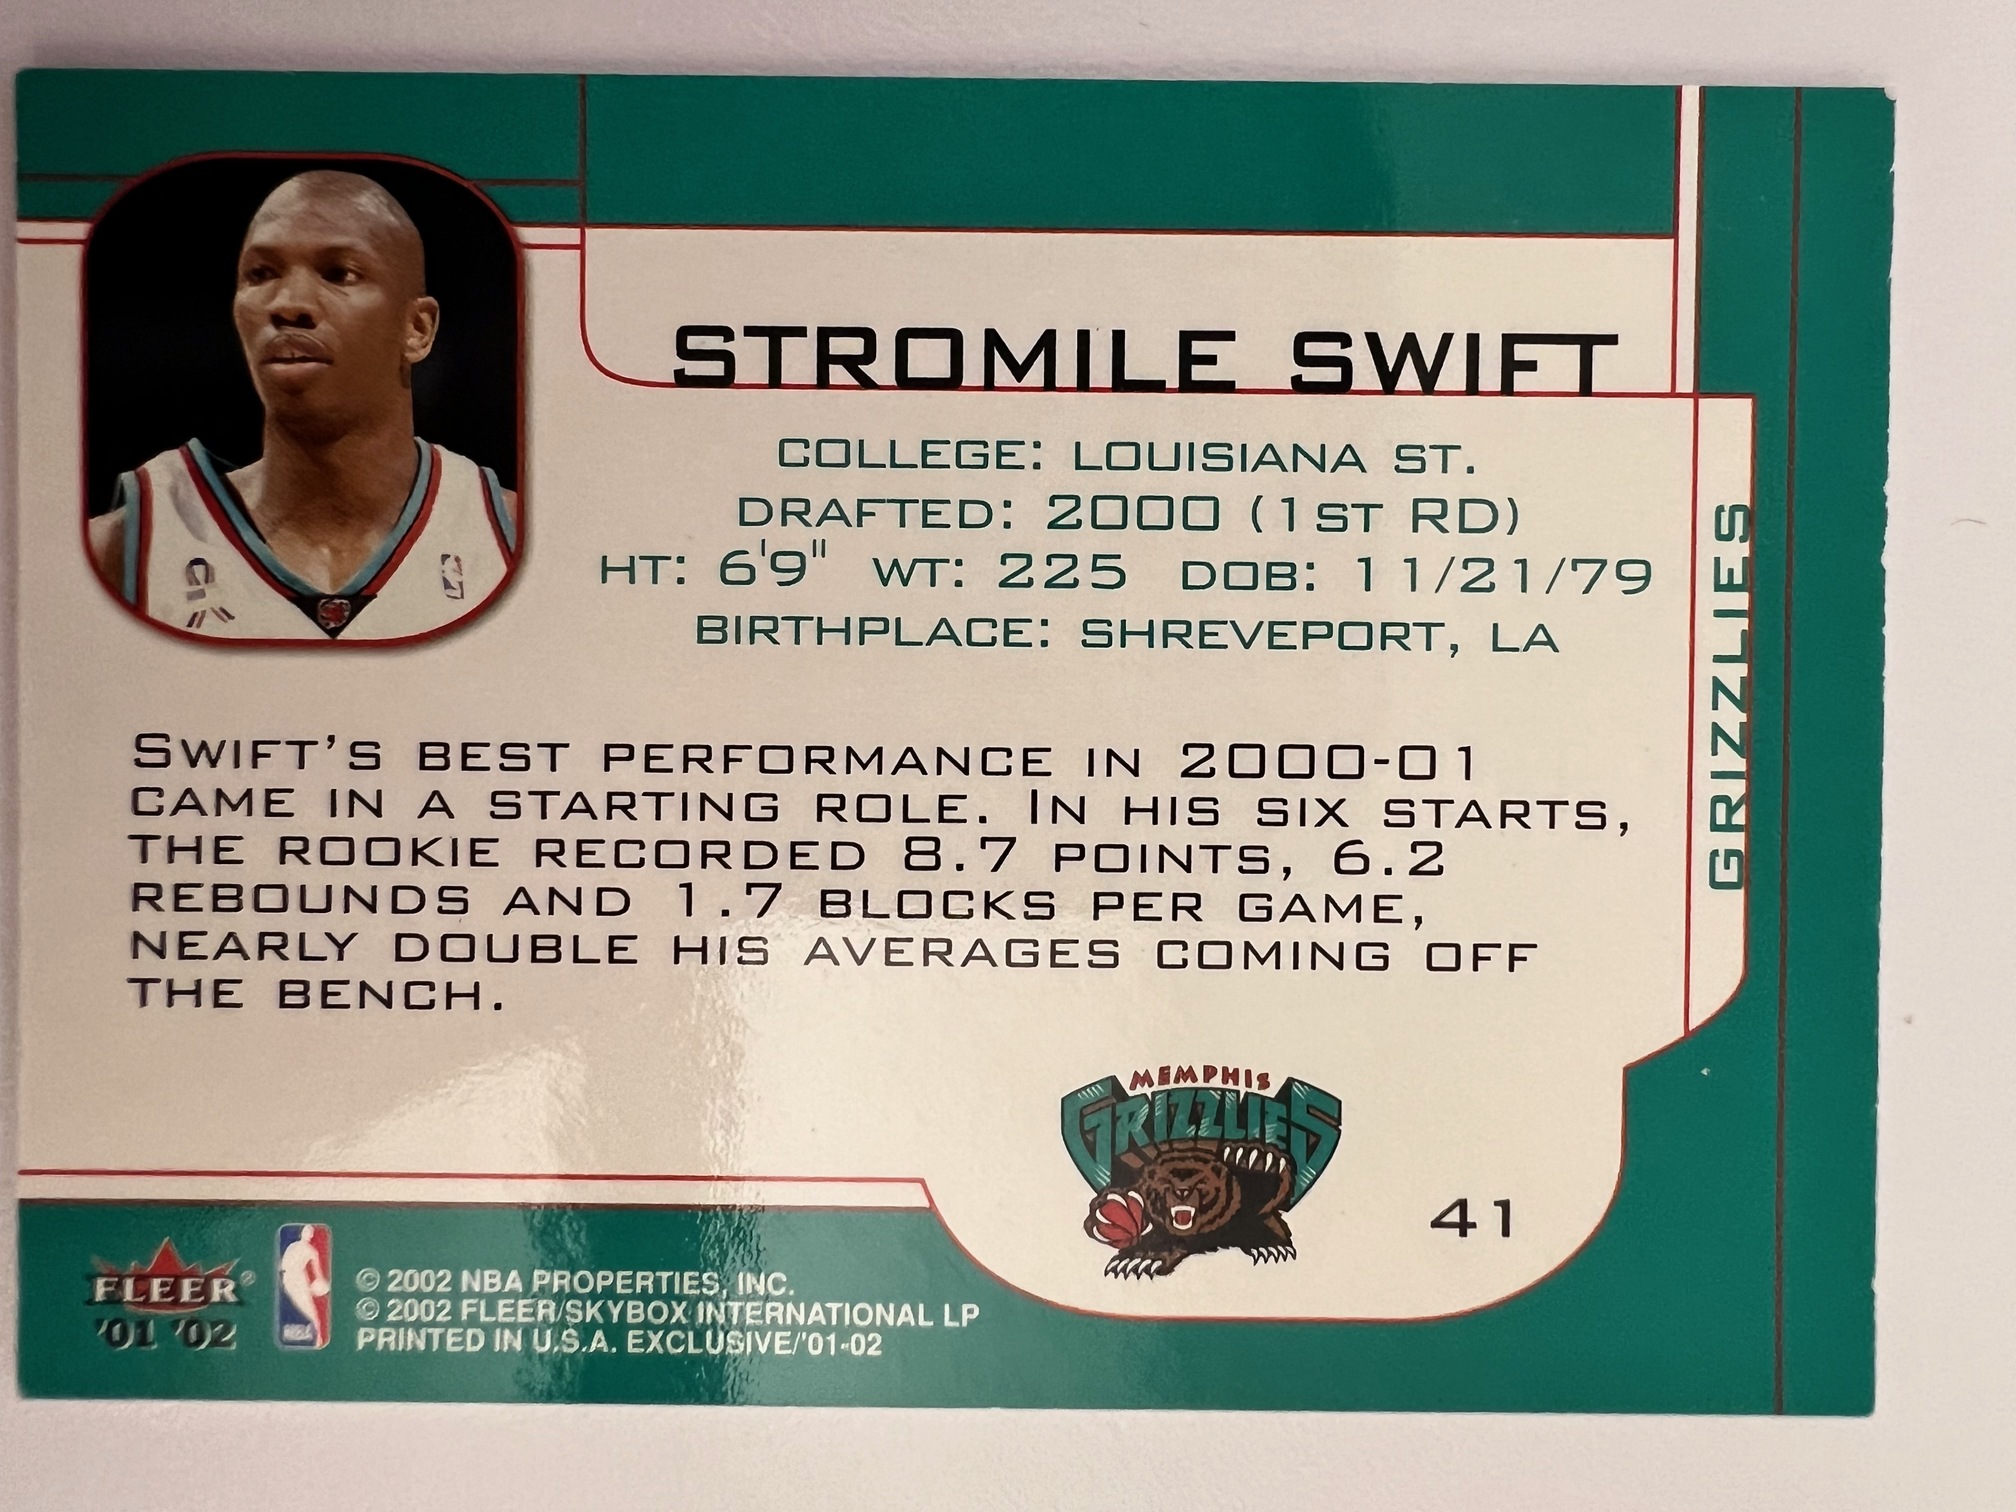 STROMILE SWIFT
COLLEGE: LOUISIANA ST.
DRAFTED: 2000 (1ST RD)
HT: 6'9" WT: 225 DOB: 11/21/79
BIRTHPLACE: SHREVEPORT, LA
GRIZZLIES
SWIFT'S BEST PERFORMANCE IN 2000-01
CAME IN A STARTING ROLE. IN HIS SIX STARTS,
THE ROOKIE RECORDED 8.7 POINTS, 6.2
REBOUNDS AND 1.7 BLOCKS PER GAME,
NEARLY DOUBLE HIS AVERAGES COMING OFF
THE BENCH.
MEMPHIS
GRIZZLIES
41
FLEER®
'01 '02
NBA
© 2002 NBA PROPERTIES, INC.
© 2002 FLEER/SKYBOX INTERNATIONAL LP
PRINTED IN U.S.A. EXCLUSIVE/'01-02